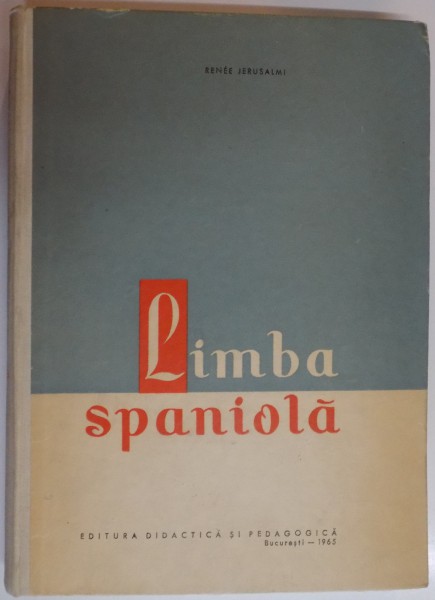 RENÉE JERUSALMI
Limba
spaniolă
EDITURA DIDACTICĂ ȘI PEDAGOGICĂ
București — 1965